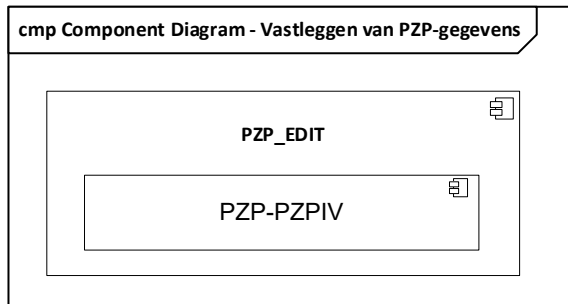 cmp Component Diagram - Vastleggen van PZP-gegevens
PZP_EDIT
PZP-PZPIV